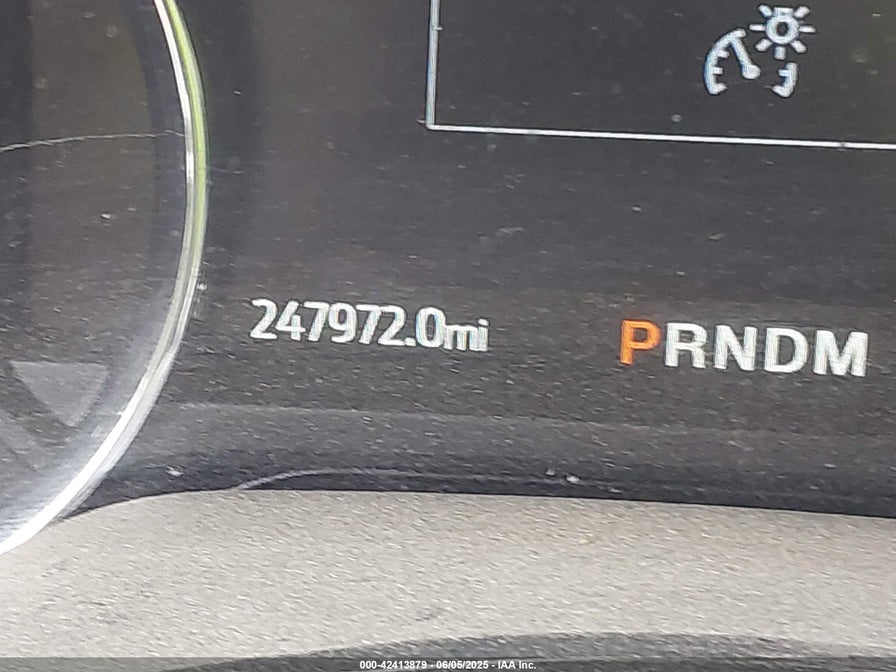 247972.0mi
PRNDM
000-42413879 - 06/05/2025 - IAA Inc.